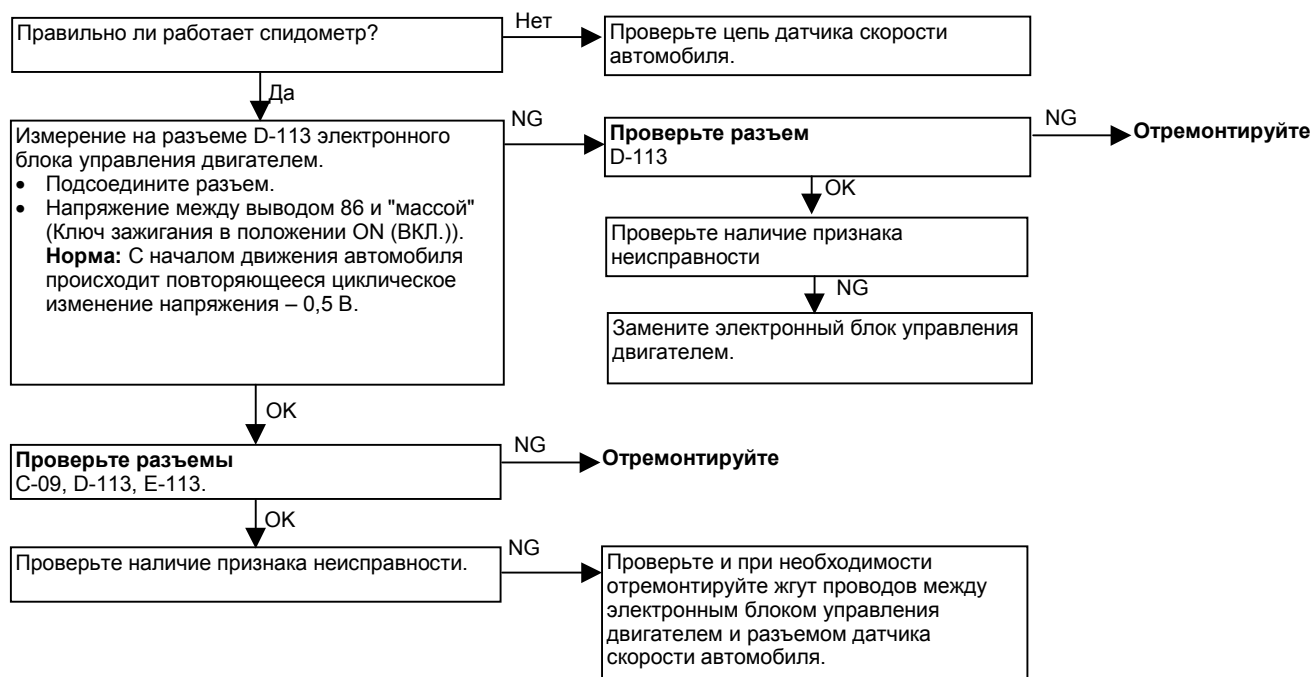 Правильно ли работает спидометр?
Нет
Проверьте цепь датчика скорости
автомобиля.
Да
Измерение на разъеме D-113 электронного
блока управления двигателем.
• Подсоедините разъем.
• Напряжение между выводом 86 и "массой"
(Ключ зажигания в положении ON (ВКЛ.)).
Норма: С началом движения автомобиля
происходит повторяющееся циклическое
изменение напряжения – 0,5 В.
NG
Проверьте разъем
D-113
NG
Отремонтируйте
OK
Проверьте наличие признака
неисправности
NG
Замените электронный блок управления
двигателем.
OK
Проверьте разъемы
C-09, D-113, E-113.
NG
Отремонтируйте
OK
Проверьте наличие признака неисправности.
NG
Проверьте и при необходимости
отремонтируйте жгут проводов между
электронным блоком управления
двигателем и разъемом датчика
скорости автомобиля.